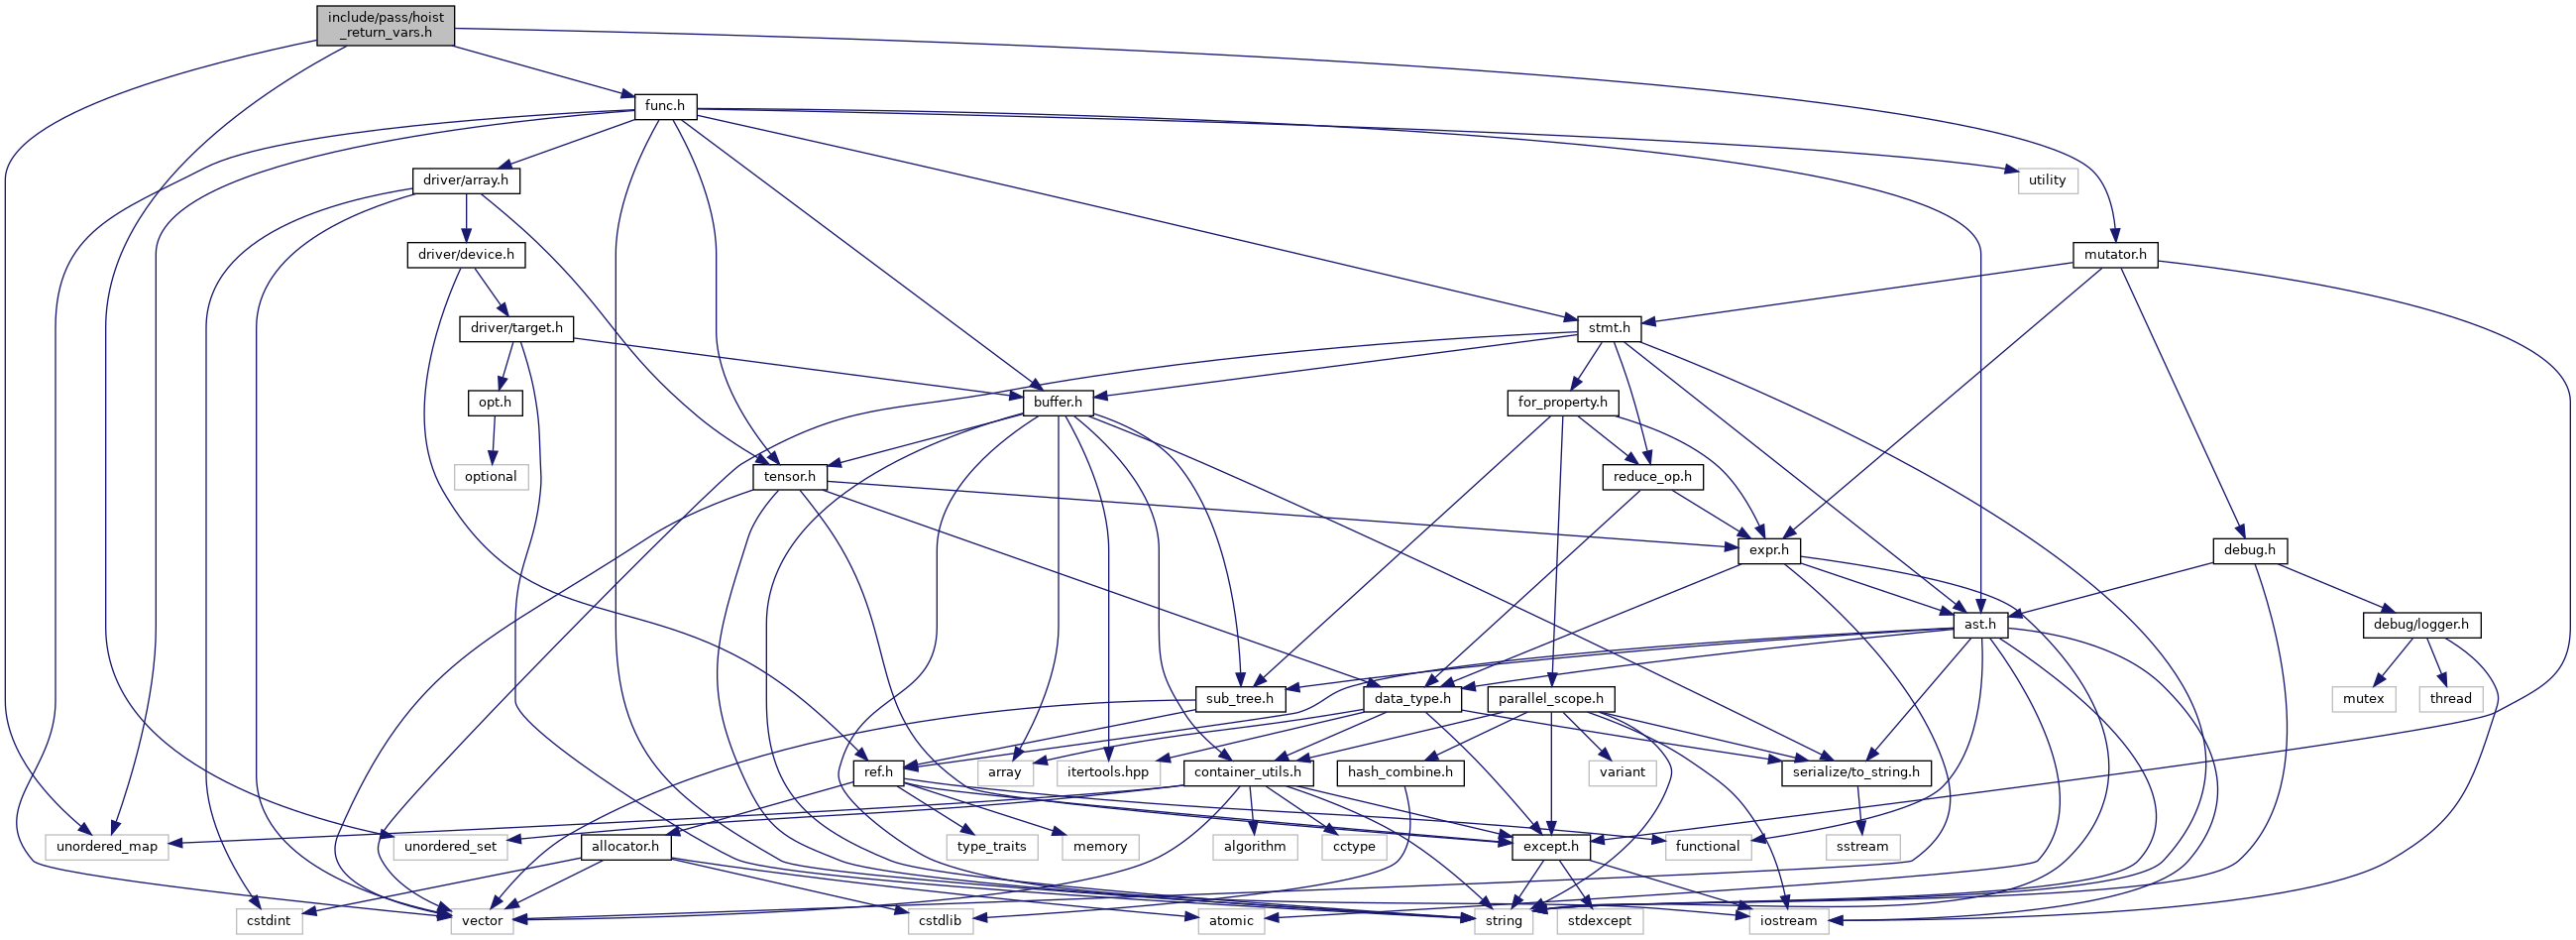 include/pass/hoist
_return_vars.h
func.h
driver/array.h
utility
driver/device.h
mutator.h
driver/target.h
stmt.h
opt.h
buffer.h
for_property.h
optional
tensor.h
reduce_op.h
expr.h
debug.h
ast.h
debug/logger.h
sub_tree.h
data_type.h
parallel_scope.h
mutex
thread
ref.h
array
itertools.hpp
container_utils.h
hash_combine.h
variant
serialize/to_string.h
unordered_map
unordered_set
allocator.h
type_traits
memory
algorithm
cctype
except.h
functional
sstream
cstdint
vector
cstdlib
atomic
string
stdexcept
iostream